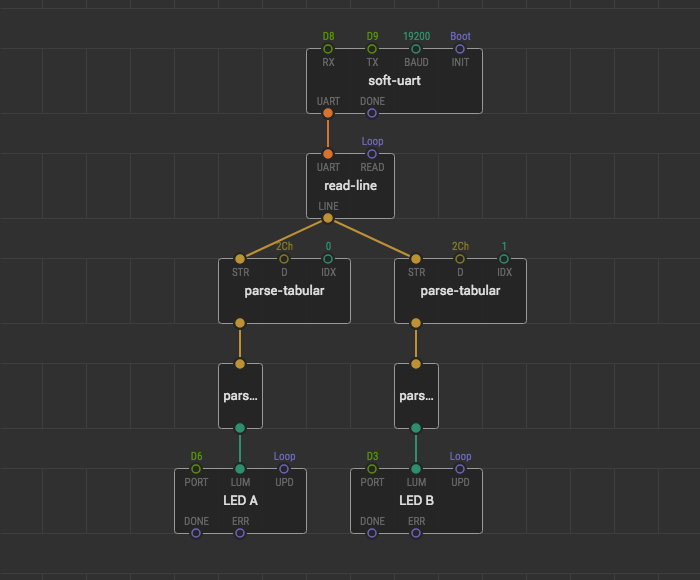 D8 D9 19200 Boot
RX TX BAUD INIT
soft-uart
UART DONE
Loop
UART READ
read-line
LINE
2Ch 0 2Ch 1
STR D IDX STR D IDX
parse-tabular parse-tabular
pars... pars...
D6 Loop D3 Loop
PORT LUM UPD PORT LUM UPD
LED A LED B
DONE ERR DONE ERR